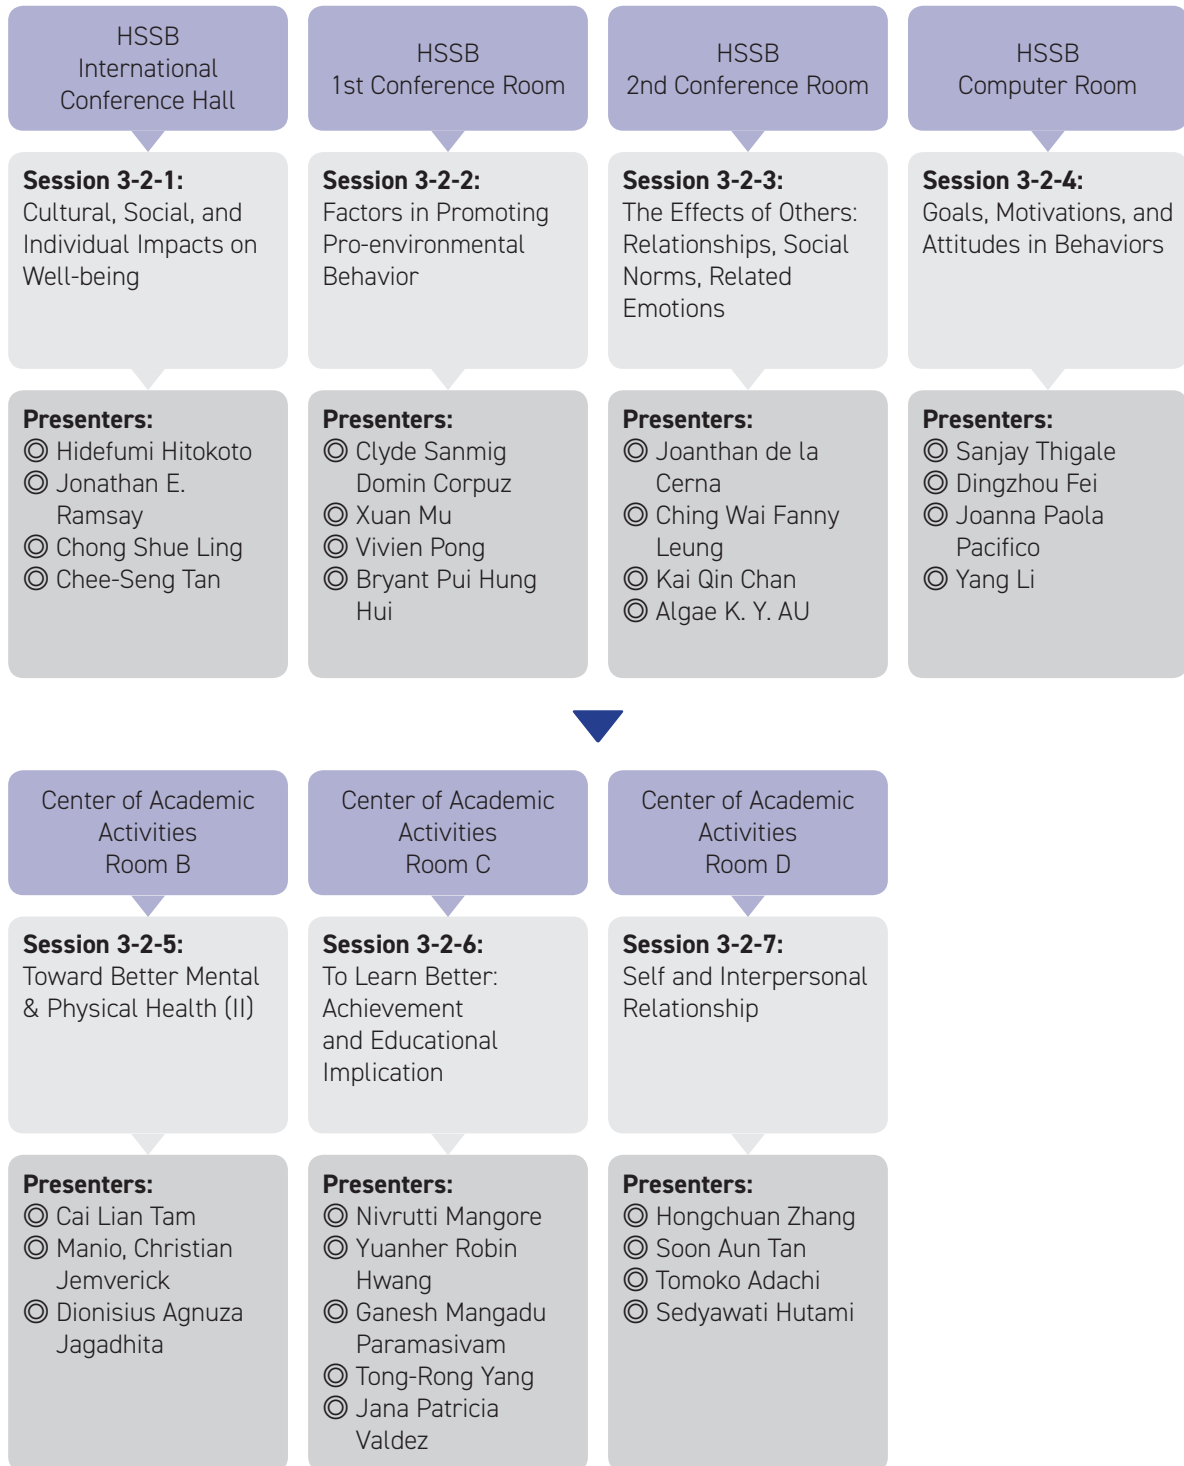 HSSB
International
Conference Hall
Session 3-2-1:
Cultural, Social, and
Individual Impacts on
Well-being
Presenters:
◎ Hidefumi Hitokoto
◎ Jonathan E.
Ramsay
◎ Chong Shue Ling
◎ Chee-Seng Tan
HSSB
1st Conference Room
Session 3-2-2:
Factors in Promoting
Pro-environmental
Behavior
Presenters:
◎ Clyde Sanmig
Domin Corpuz
◎ Xuan Mu
◎ Vivien Pong
◎ Bryant Pui Hung
Hui
HSSB
2nd Conference Room
Session 3-2-3:
The Effects of Others:
Relationships, Social
Norms, Related
Emotions
Presenters:
◎ Joanthan de la
Cerna
◎ Ching Wai Fanny
Leung
◎ Kai Qin Chan
◎ Algae K. Y. AU
HSSB
Computer Room
Session 3-2-4:
Goals, Motivations, and
Attitudes in Behaviors
Presenters:
◎ Sanjay Thigale
◎ Dingzhou Fei
◎ Joanna Paola
Pacifico
◎ Yang Li
Center of Academic
Activities
Room B
Session 3-2-5:
Toward Better Mental
& Physical Health (II)
Presenters:
◎ Cai Lian Tam
◎ Manio, Christian
Jemverick
◎ Dionisius Agnuza
Jagadhita
Center of Academic
Activities
Room C
Session 3-2-6:
To Learn Better:
Achievement
and Educational
Implication
Presenters:
◎ Nivrutti Mangore
◎ Yuanher Robin
Hwang
◎ Ganesh Mangadu
Paramasivam
◎ Tong-Rong Yang
◎ Jana Patricia
Valdez
Center of Academic
Activities
Room D
Session 3-2-7:
Self and Interpersonal
Relationship
Presenters:
◎ Hongchuan Zhang
◎ Soon Aun Tan
◎ Tomoko Adachi
◎ Sedyawati Hutami